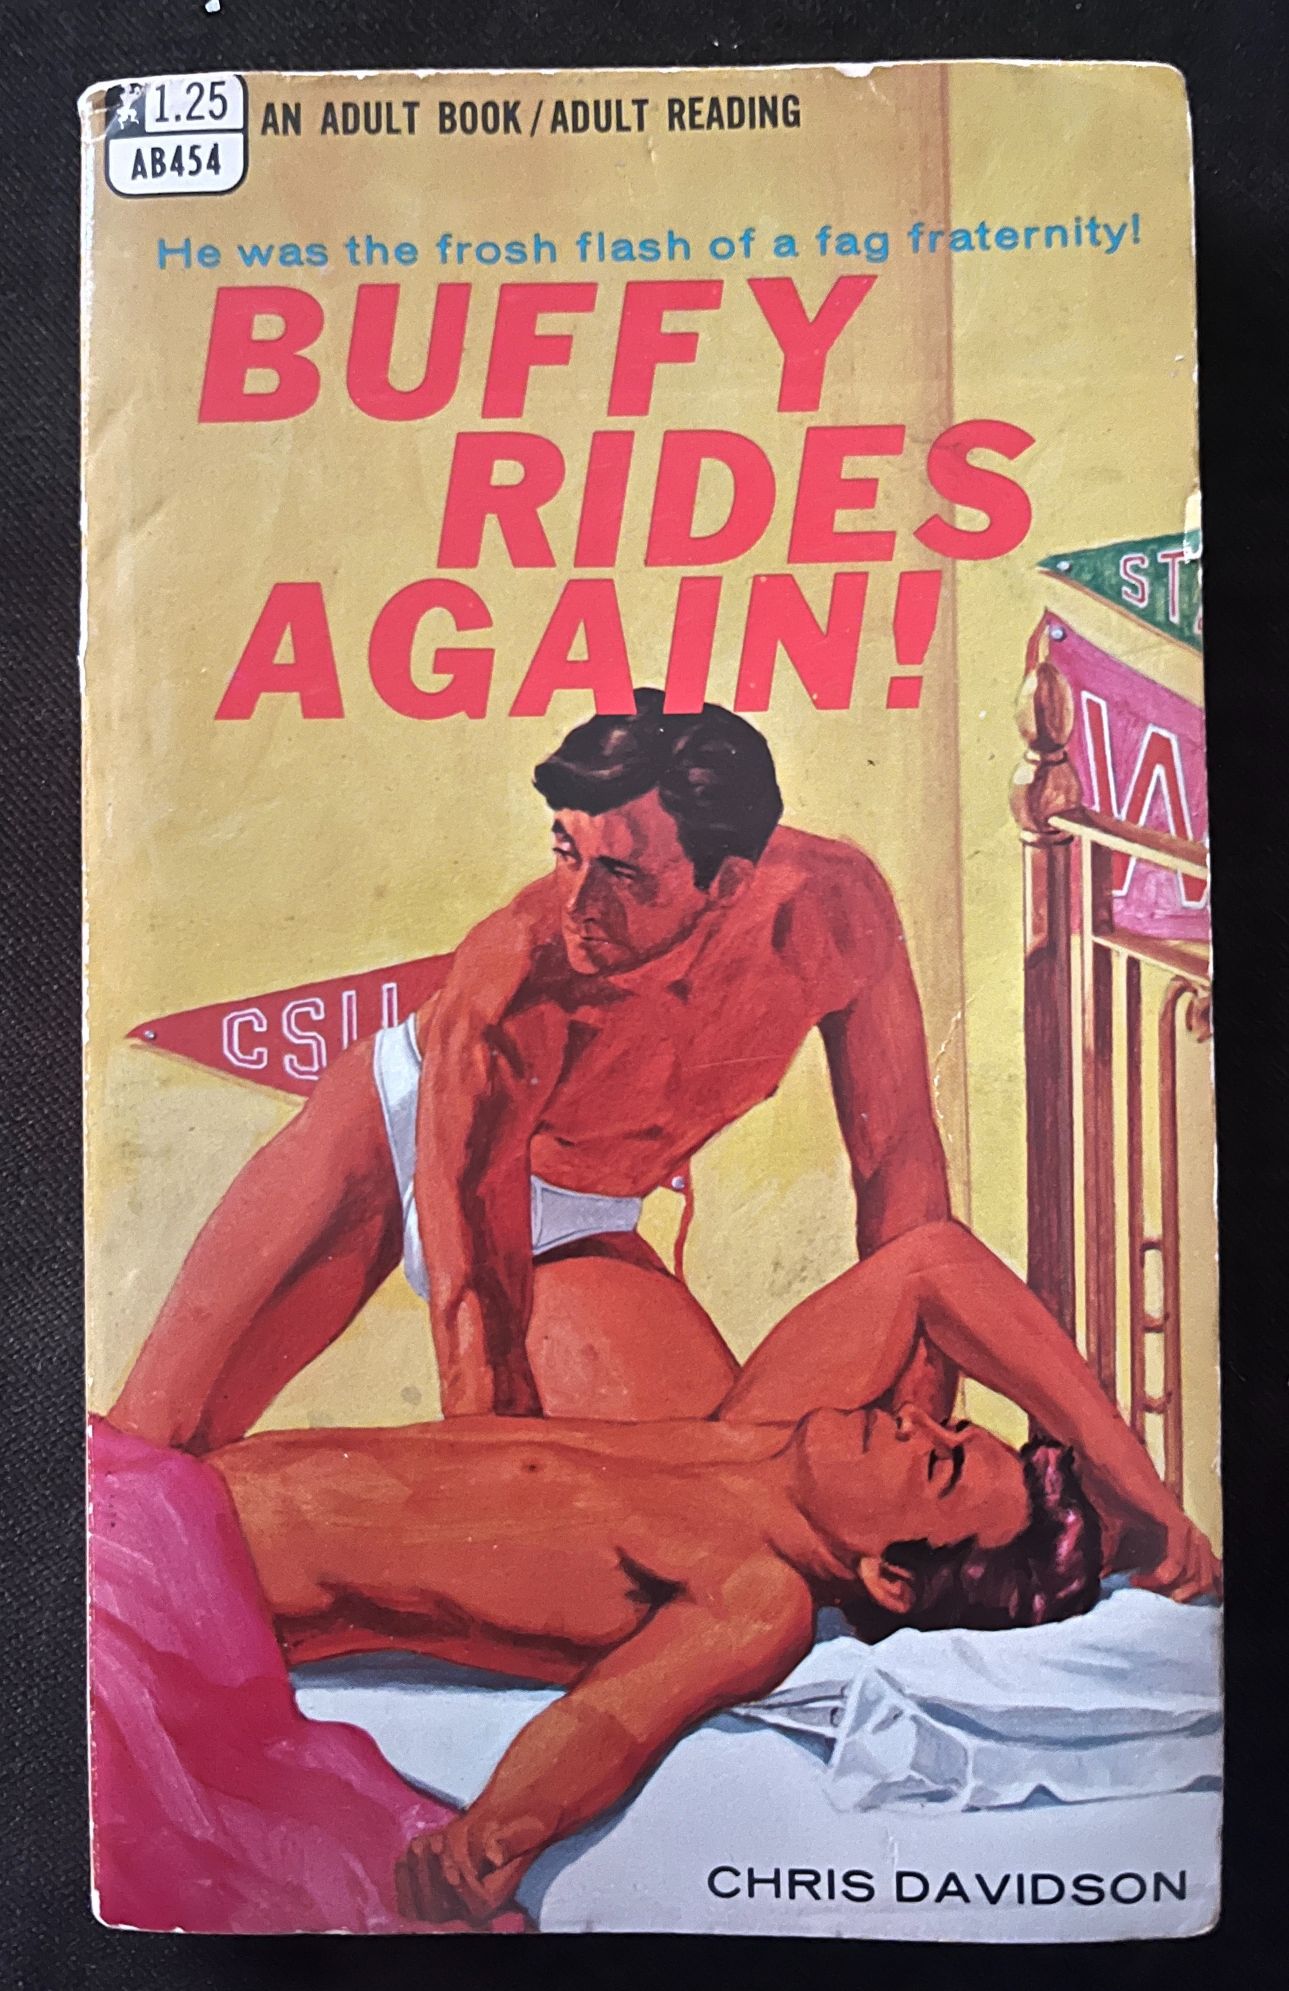 1.25
AB454
AN ADULT BOOK/ADULT READING
He was the frosh flash of a fag fraternity!
BUFFY
RIDES
AGAIN!
ST
W
CSU
CHRIS DAVIDSON